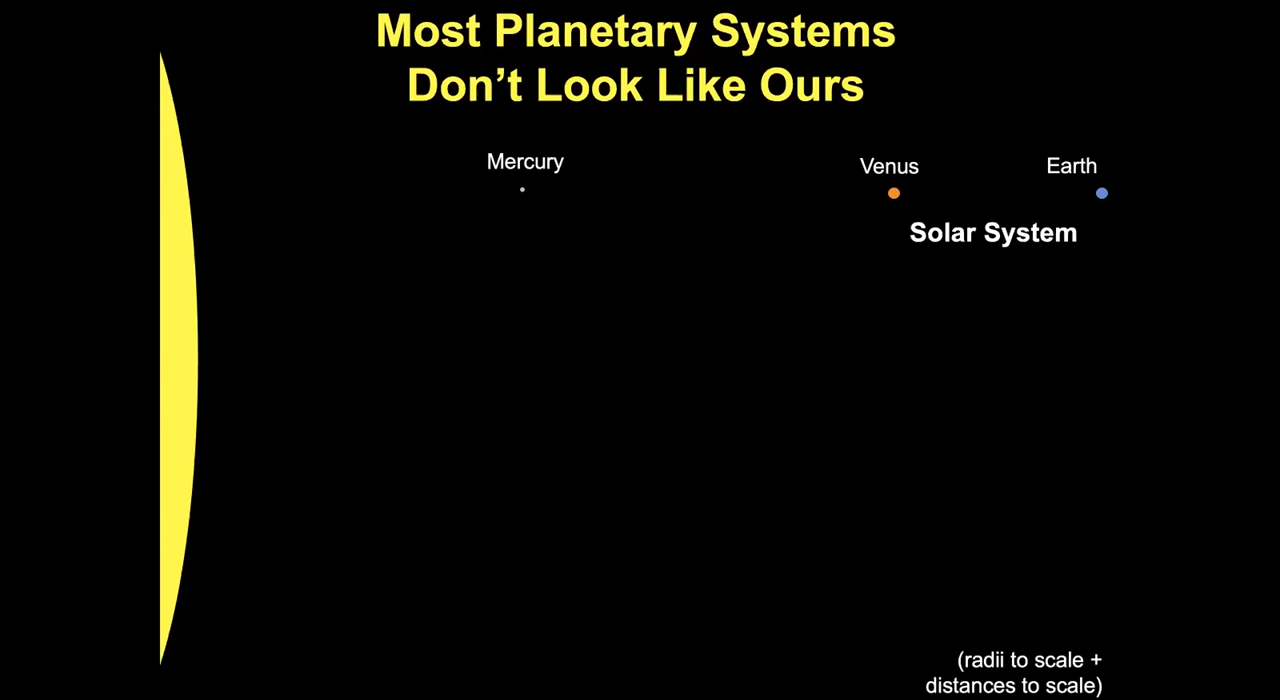 Most Planetary Systems
Don’t Look Like Ours
Mercury
Venus
Earth
Solar System
(radii to scale +
distances to scale)